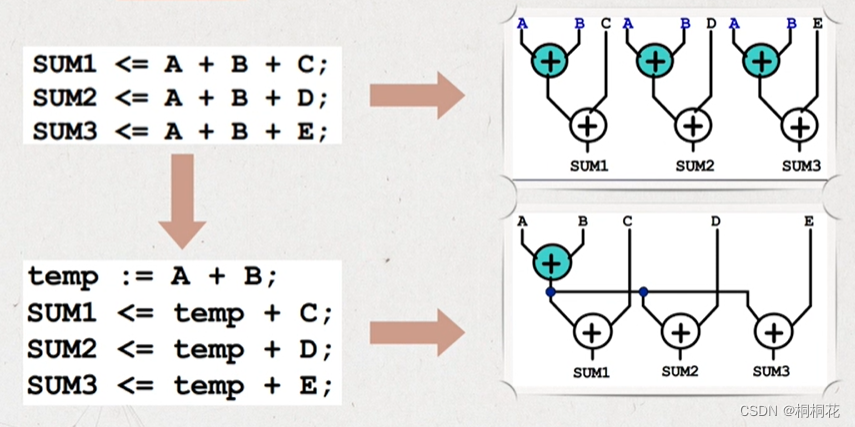 SUM1 <= A + B + C;
SUM2 <= A + B + D;
SUM3 <= A + B + E;
A B C A B D A B E
+ + +
+ + +
SUM1 SUM2 SUM3
temp := A + B;
SUM1 <= temp + C;
SUM2 <= temp + D;
SUM3 <= temp + E;
A B C D E
+
+ + +
SUM1 SUM2 SUM3
CSDN @桐桐花